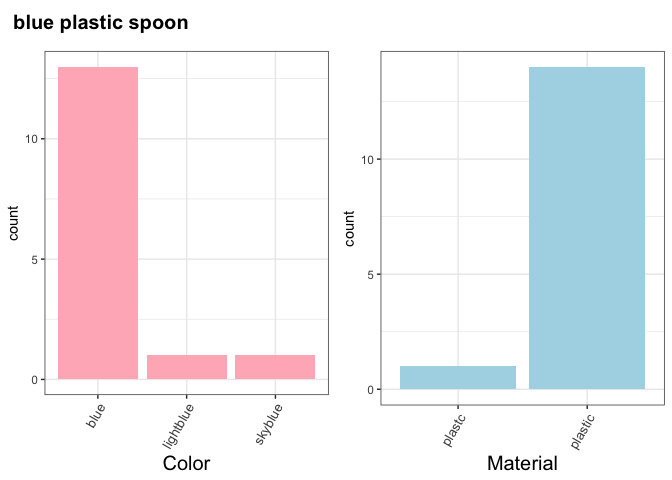 blue plastic spoon
count
10
5
0
blue
lightblue
skyblue
Color
count
10
5
0
plastc
plastic
Material